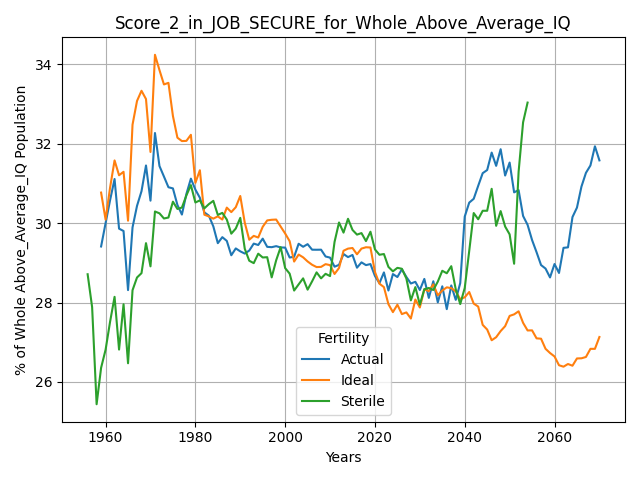 Score_2_in_JOB_SECURE_for_Whole_Above_Average_IQ
% of Whole Above_Average_IQ Population
34
32
30
28
26
Fertility
Actual
Ideal
Sterile
1960 1980 2000 2020 2040 2060
Years